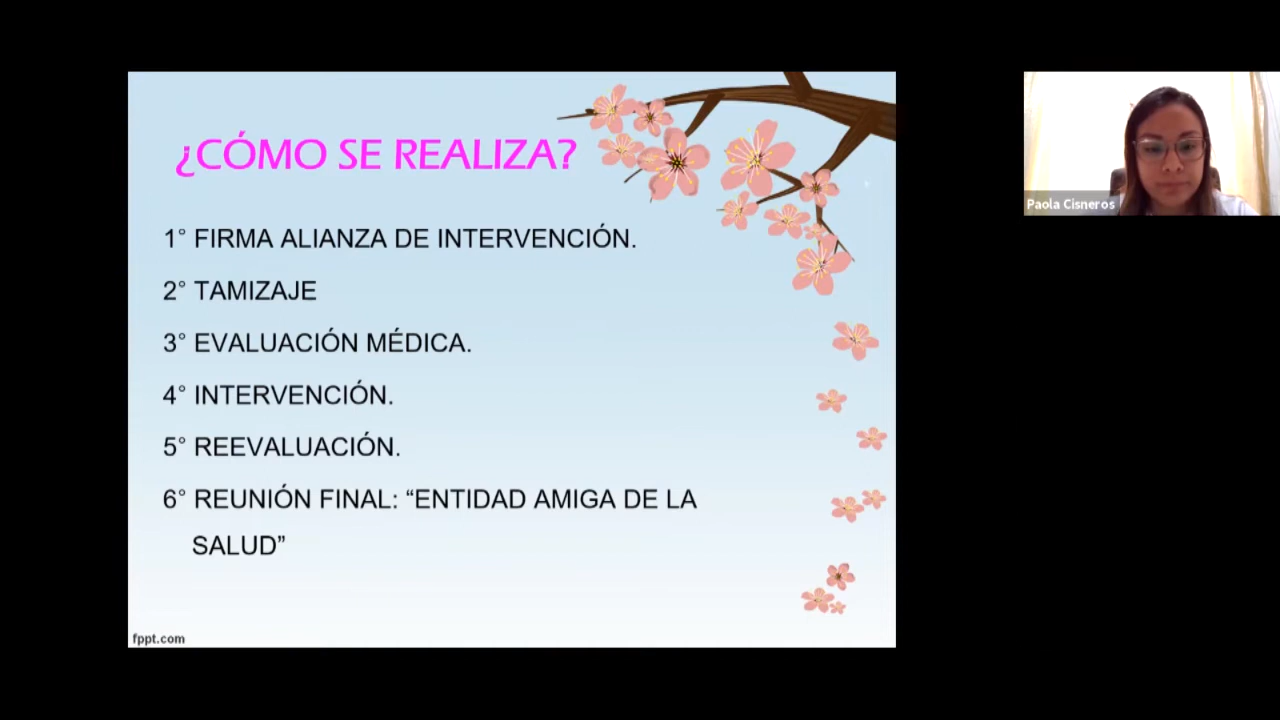 ¿CÓMO SE REALIZA?
1° FIRMA ALIANZA DE INTERVENCIÓN.
2° TAMIZAJE
3° EVALUACIÓN MÉDICA.
4° INTERVENCIÓN.
5° REEVALUACIÓN.
6° REUNIÓN FINAL: “ENTIDAD AMIGA DE LA
SALUD”
fppt.com
Paola Cisneros